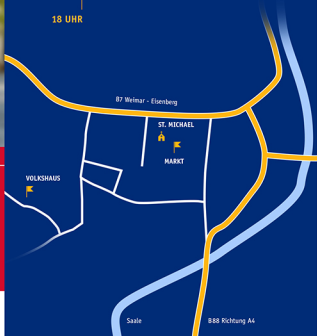 18 UHR
B7 Weimar - Eisenberg
ST. MICHAEL
MARKT
VOLKSHAUS
Saale
B88 Richtung A4